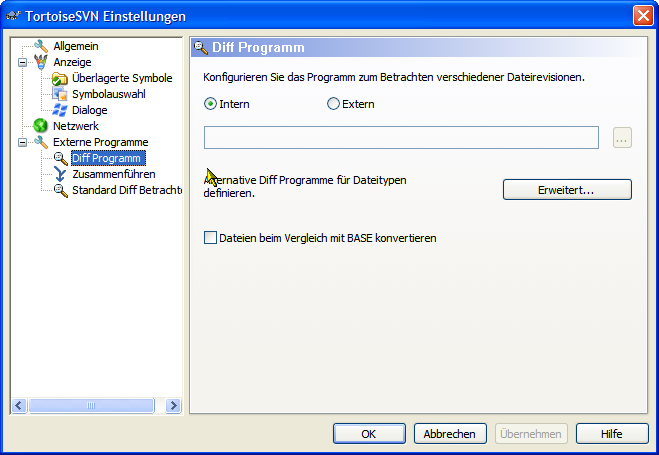 TortoiseSVN Einstellungen
Allgemein
Anzeige
Überlagerte Symbole
Symbolauswahl
Dialoge
Netzwerk
Externe Programme
Diff Programm
Zusammenführen
Standard Diff Betrachte
Diff Programm
Konfigurieren Sie das Programm zum Betrachten verschiedener Dateirevisionen.
Intern Extern
...
Alternative Diff Programme für Dateitypen
definieren.
Erweitert...
Dateien beim Vergleich mit BASE konvertieren
OK Abbrechen Übernehmen Hilfe